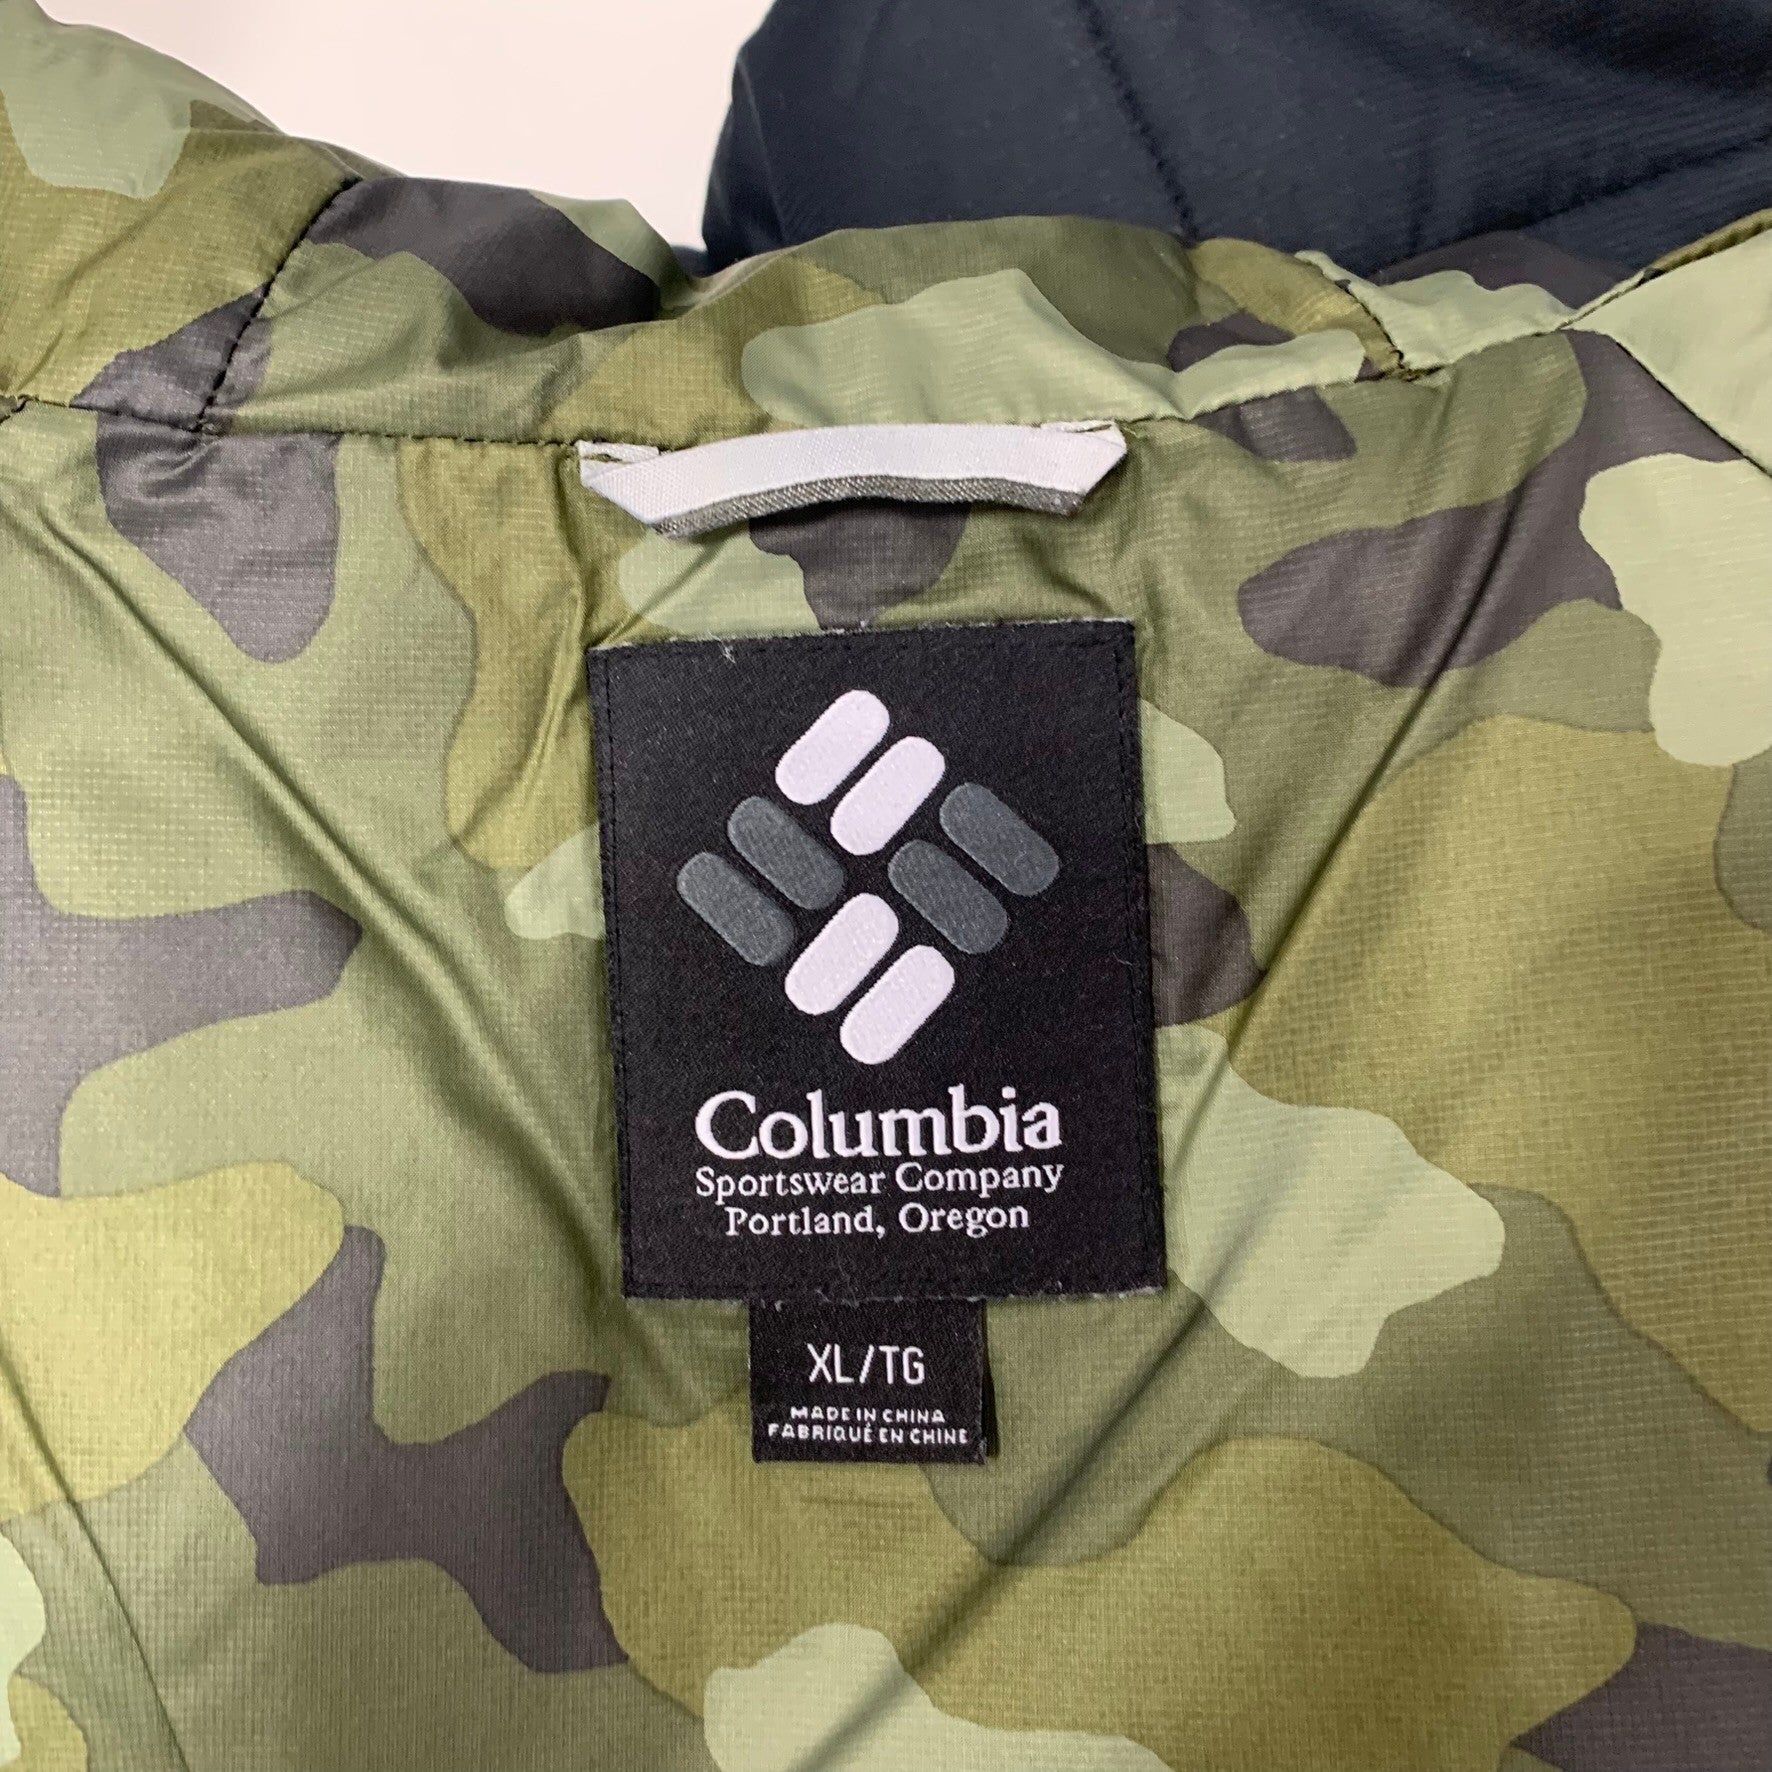 Columbia
Sportswear Company
Portland, Oregon
XL/TG
MADE IN CHINA
FABRIQUÉ EN CHINE